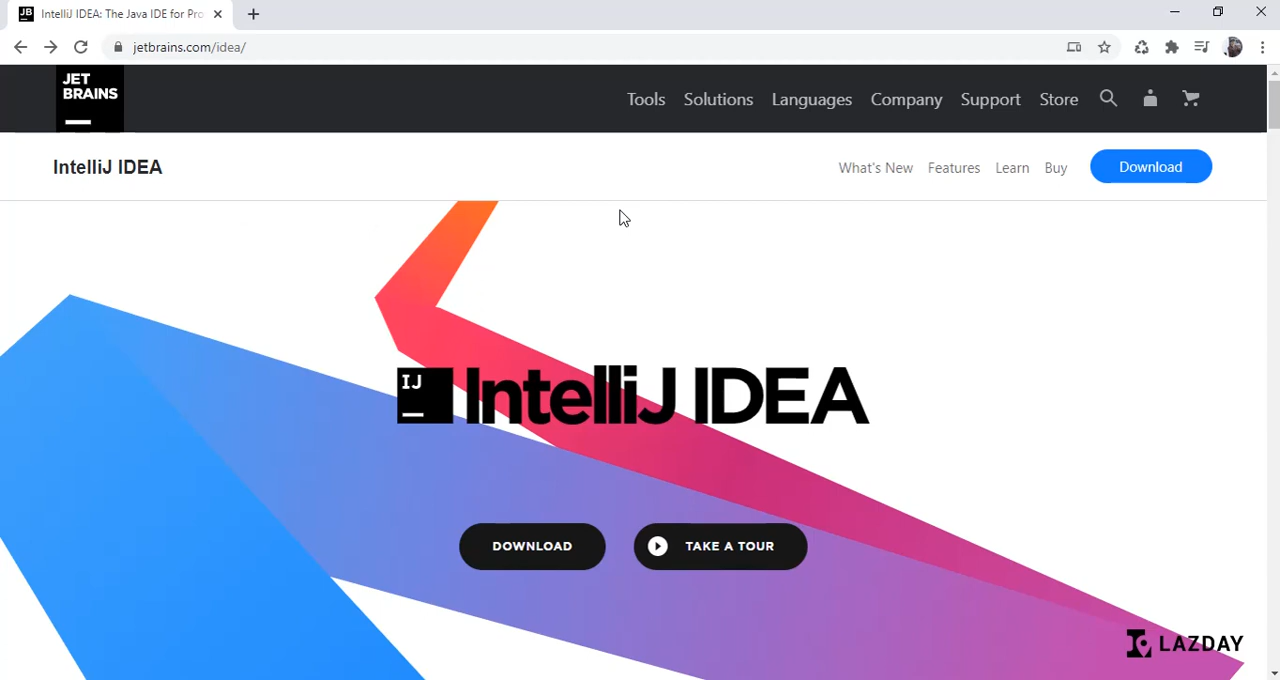 JB IntelliJ IDEA: The Java IDE for Pro
jetbrains.com/idea/
JET
BRAINS
Tools Solutions Languages Company Support Store
IntelliJ IDEA
What's New Features Learn Buy Download
IJ IntelliJ IDEA
DOWNLOAD TAKE A TOUR
LAZDAY